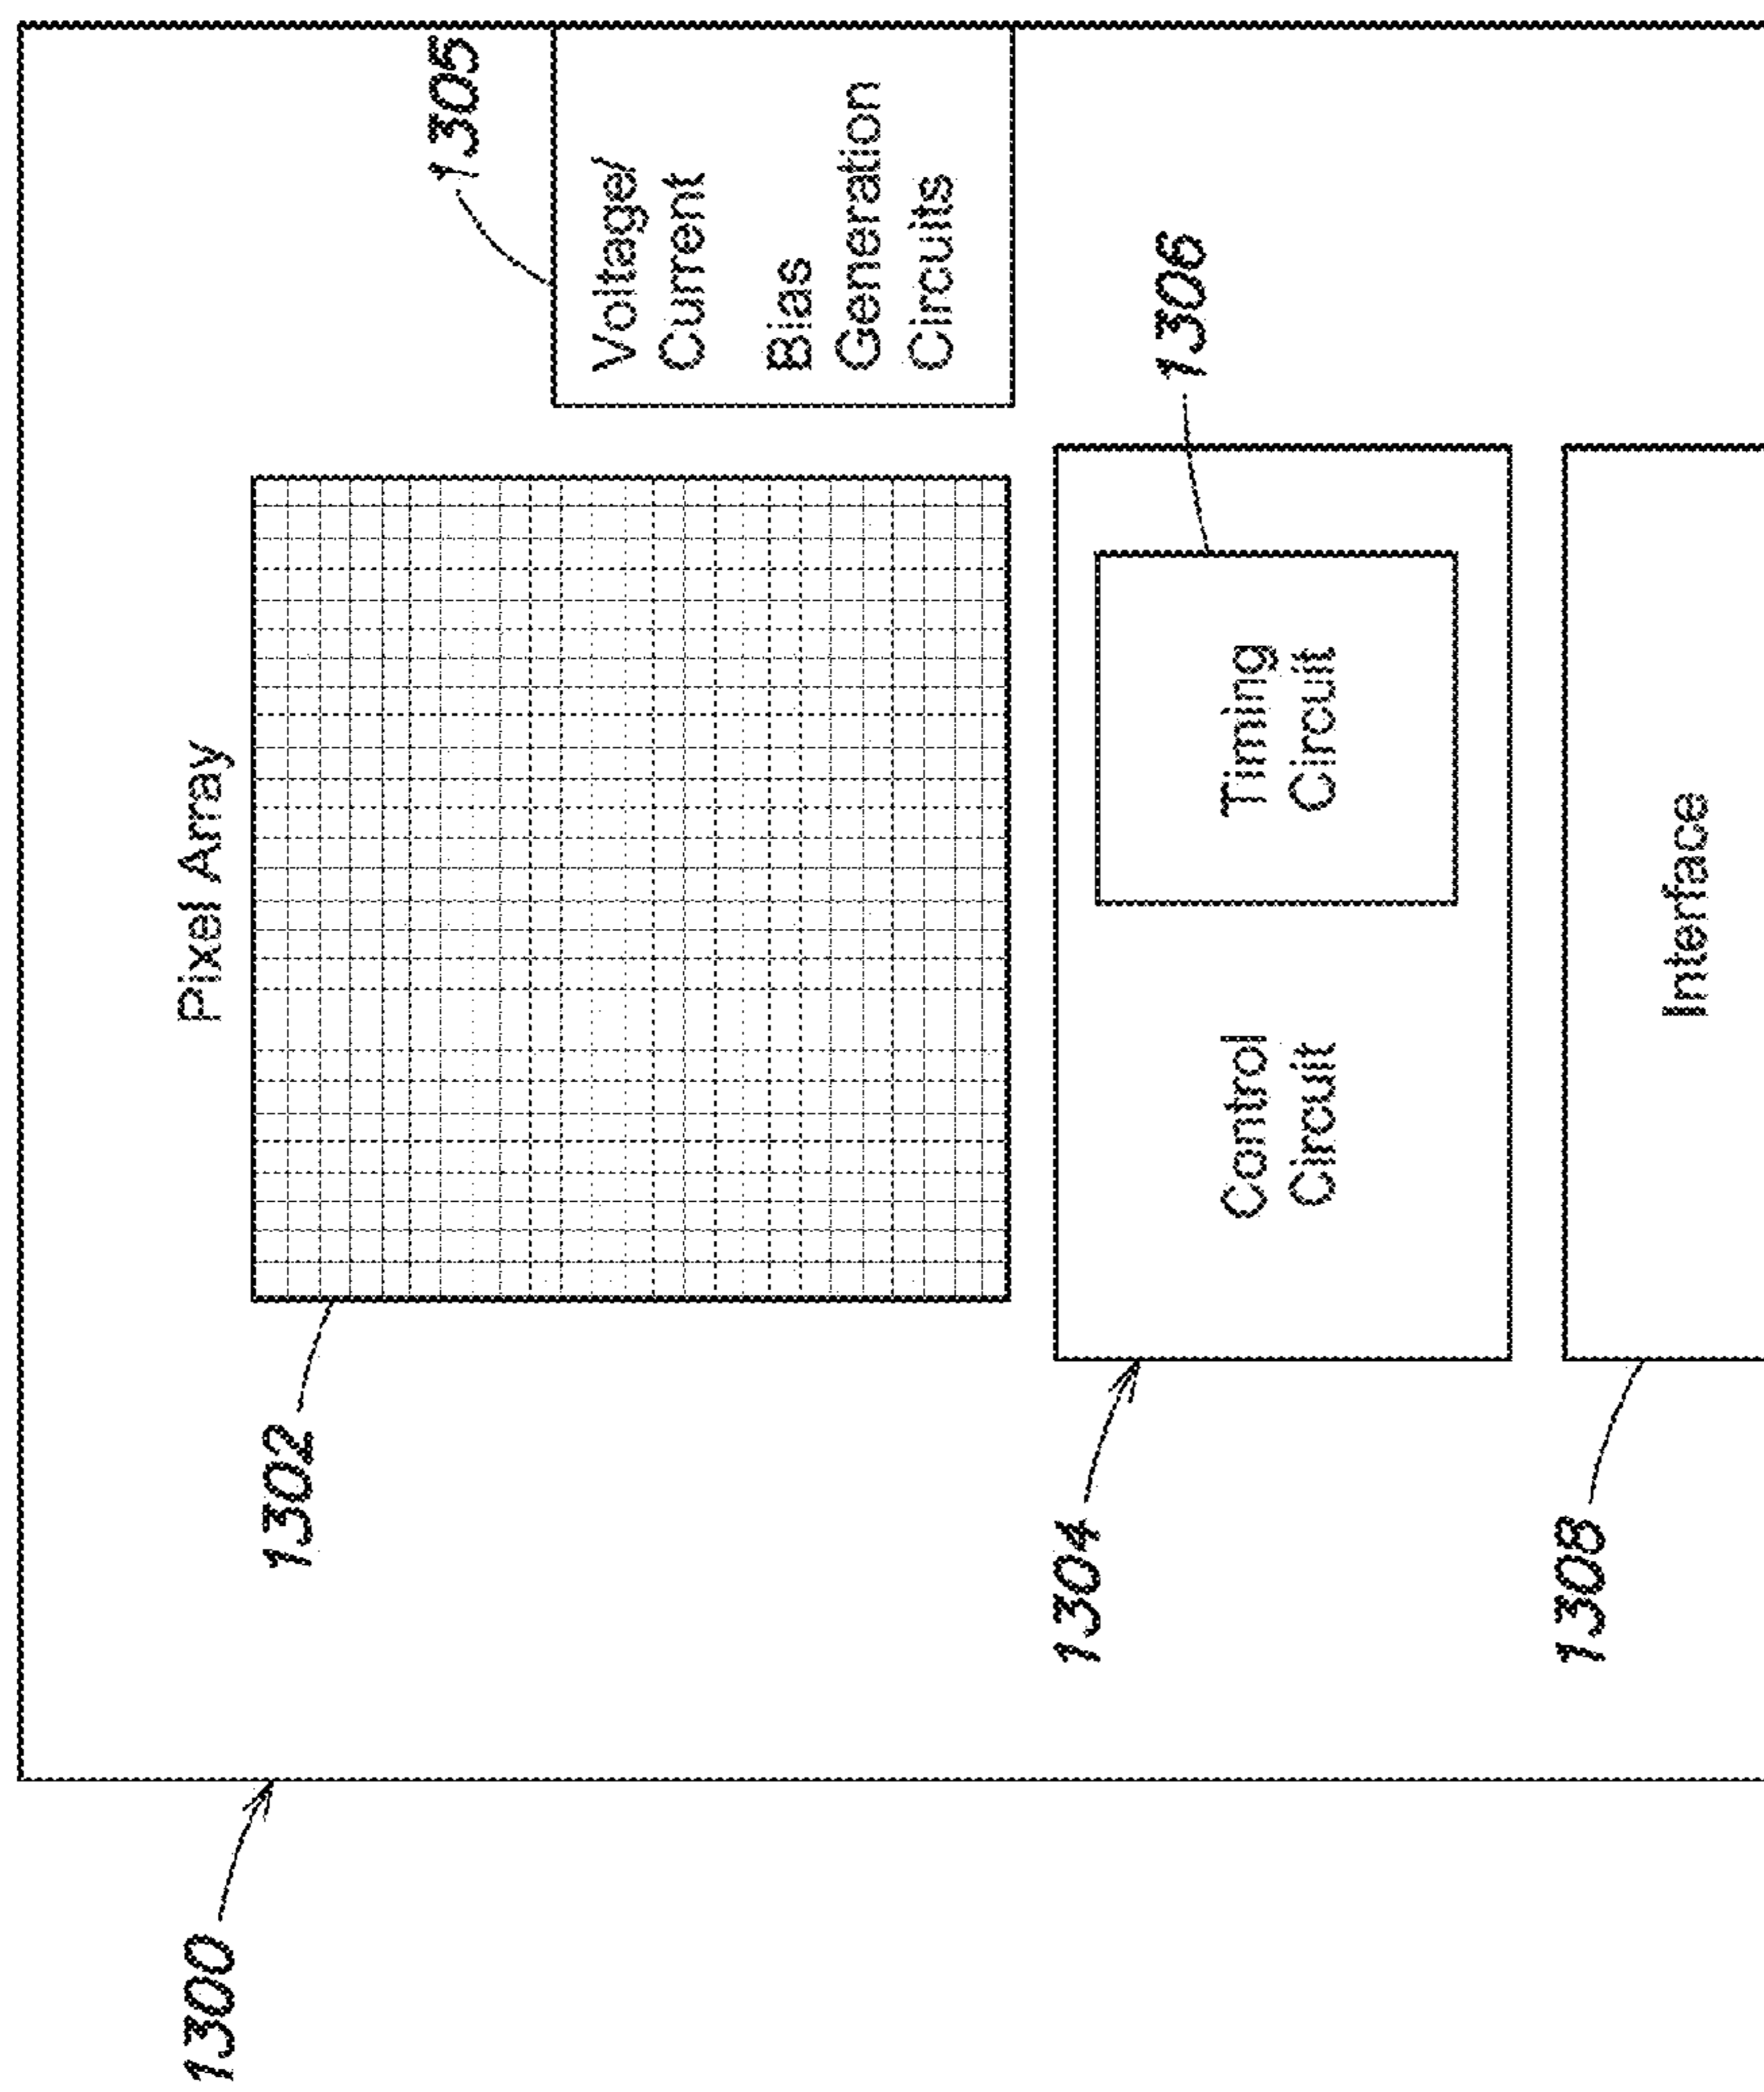 1300
Pixel Array
1302
1305
Voltage/
Current
Bias
Generation
Circuits
1304
Control
Circuit
Timing
Circuit
1306
1308
Interface